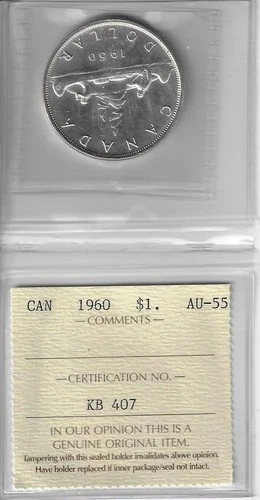 CANADA
1960
DOLLAR
CAN 1960 $1. AU-55
— COMMENTS —
— CERTIFICATION NO. —
KB 407
IN OUR OPINION THIS IS A
GENUINE ORIGINAL ITEM.
Tampering with this sealed holder invalidates above opinion.
Have holder replaced if inner package/seal not intact.